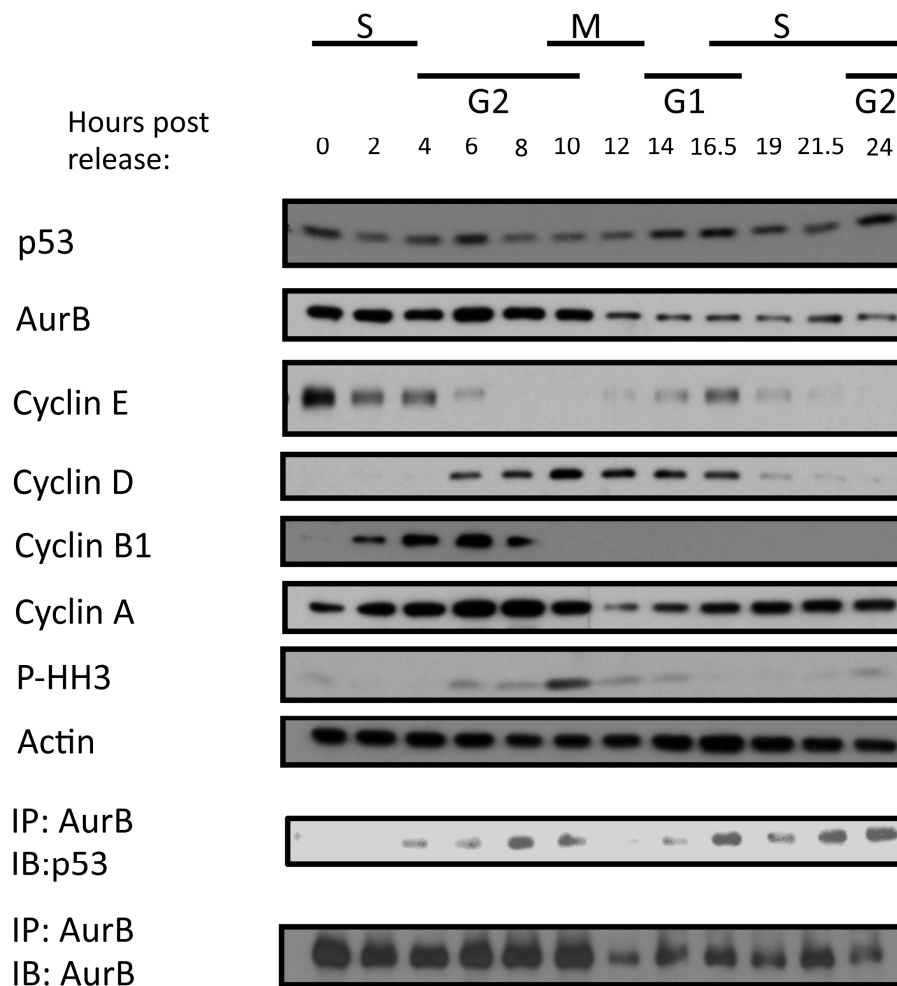 S M S
G2 G1 G2
Hours post
release:
0 2 4 6 8 10 12 14 16.5 19 21.5 24
p53
AurB
Cyclin E
Cyclin D
Cyclin B1
Cyclin A
P-HH3
Actin
IP: AurB
IB:p53
IP: AurB
IB: AurB